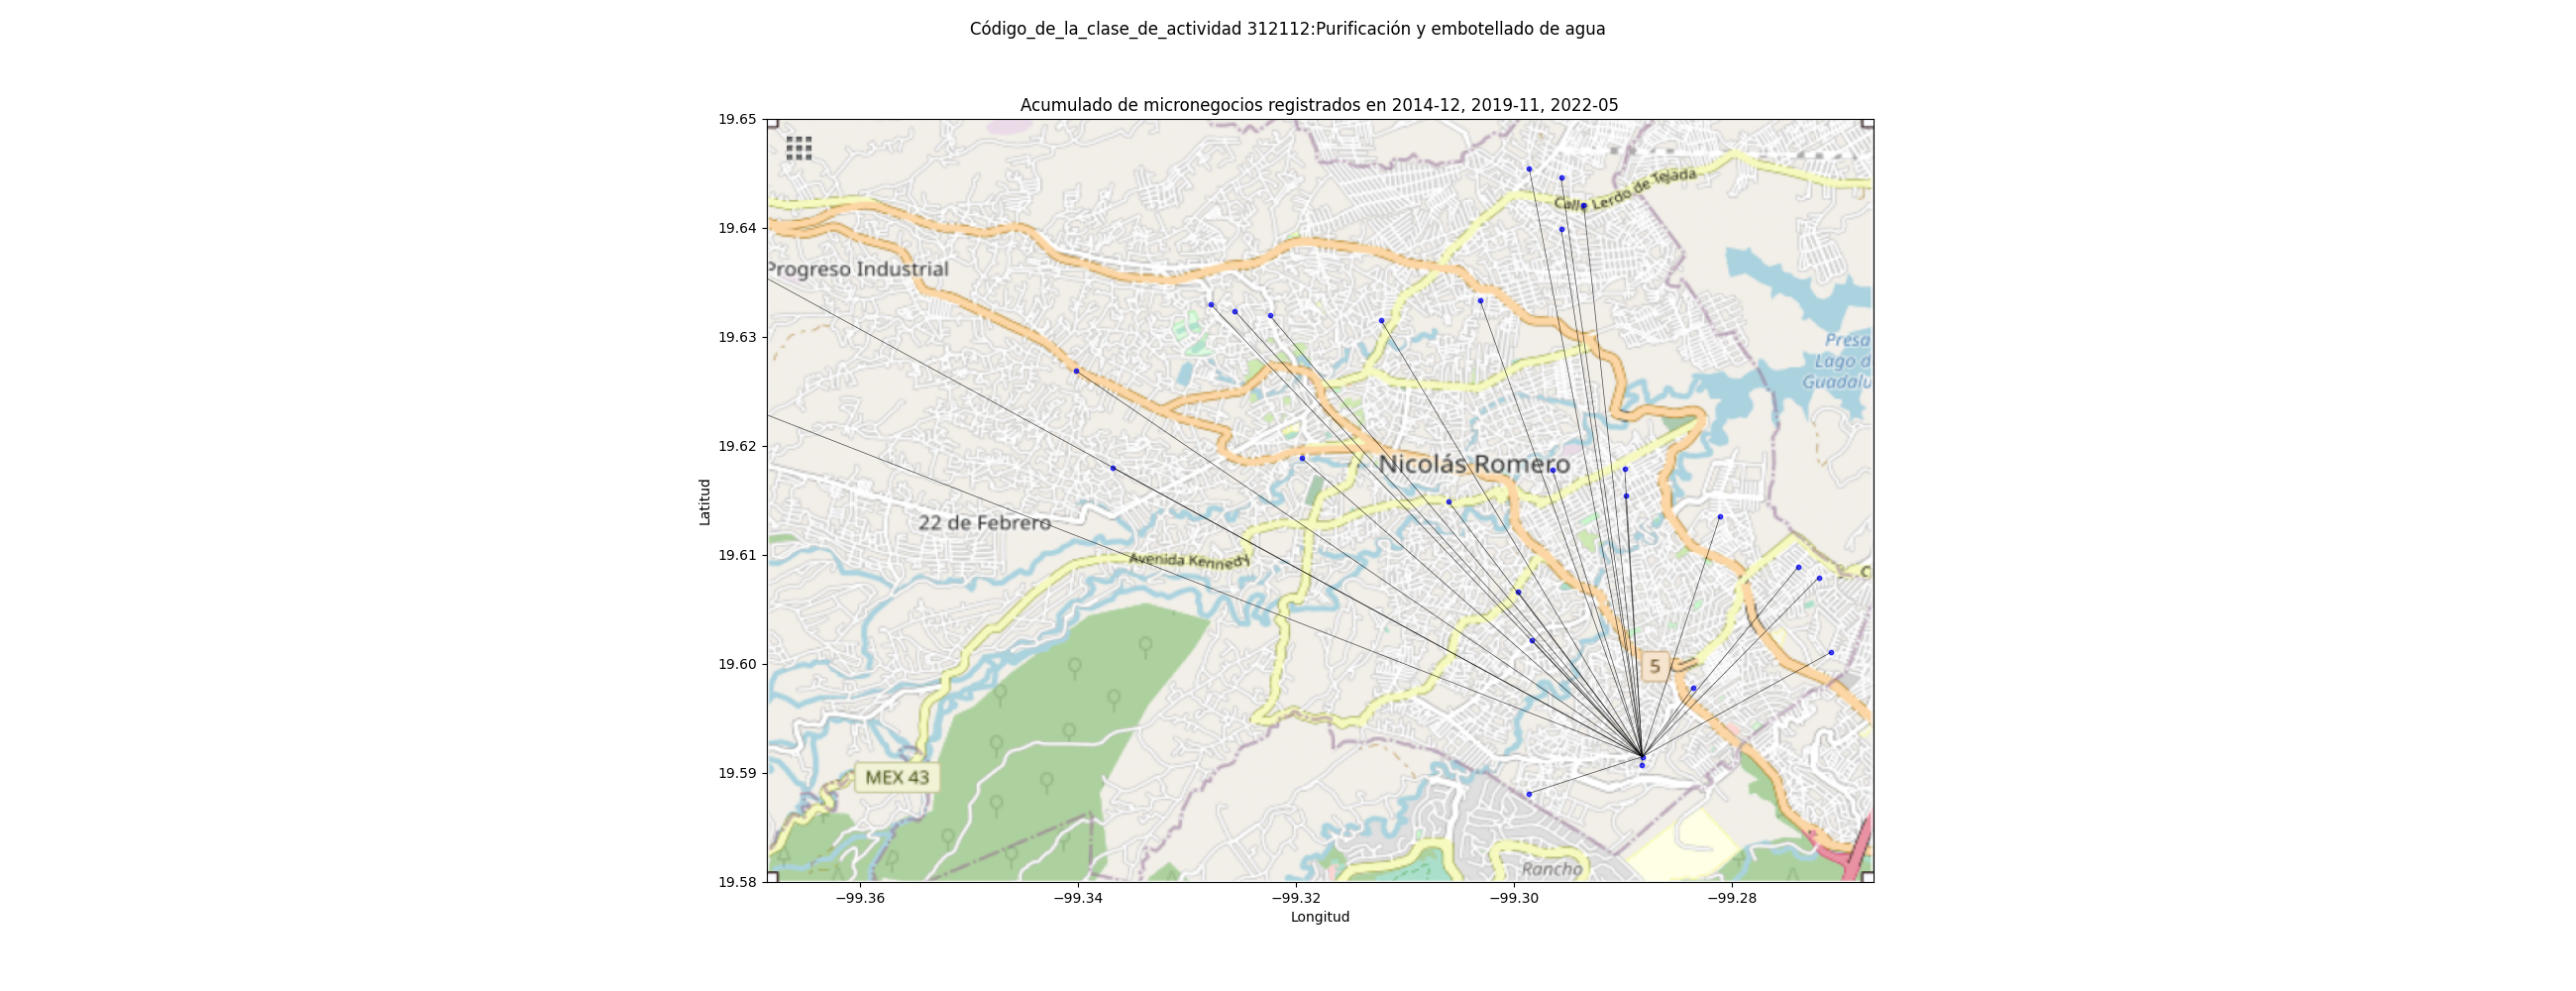 Código_de_la_clase_de_actividad 312112:Purificación y embotellado de agua
Acumulado de micronegocios registrados en 2014-12, 2019-11, 2022-05
19.65
19.64
19.63
19.62
19.61
19.60
19.59
19.58
Latitud
Calle Lerdo de Tejada
Progreso Industrial
Presa
Lago d
Guadalu
Nicolás Romero
22 de Febrero
Avenida Kennedy
C
5
MEX 43
Rancho
−99.36
−99.34
−99.32
−99.30
−99.28
Longitud